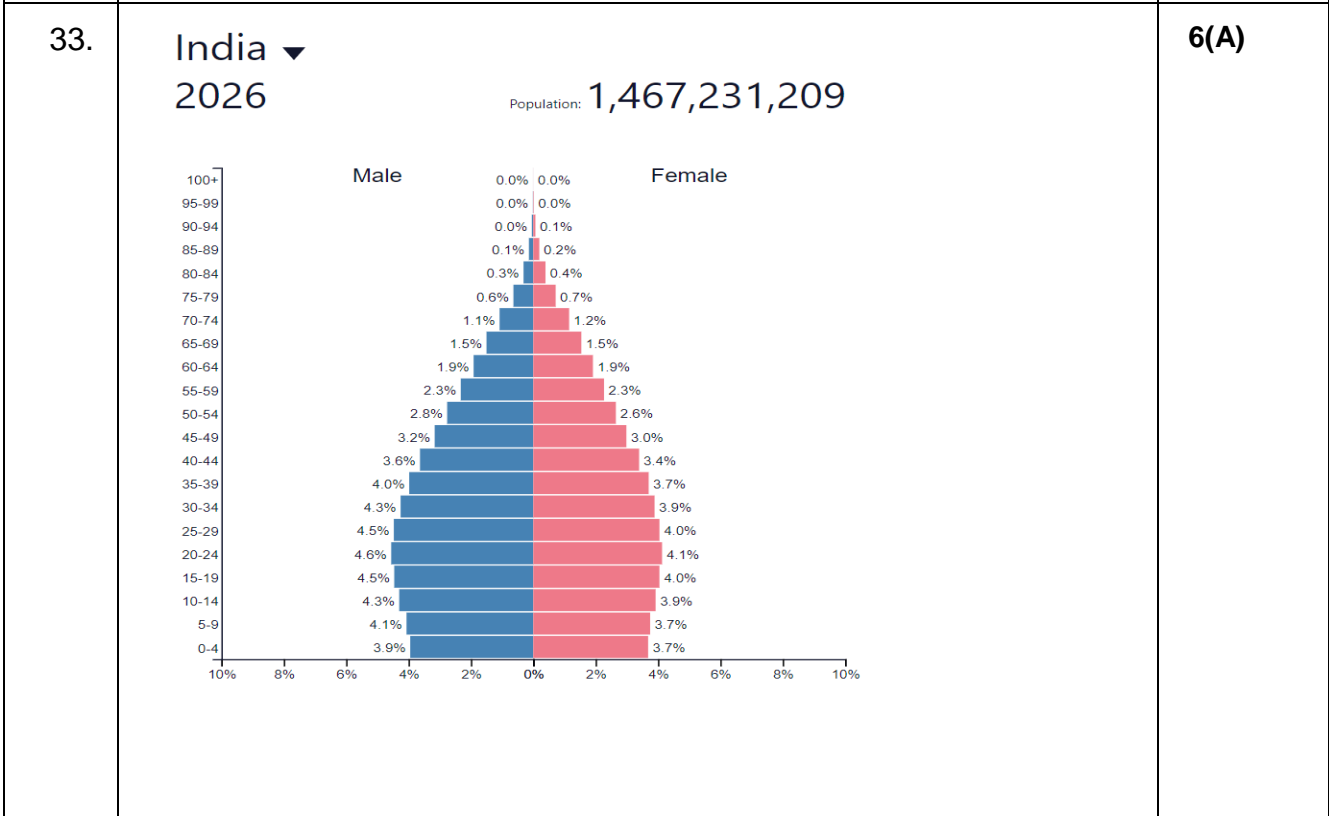 33.
6(A)
India
2026
Population: 1,467,231,209
Male Female
100+ 0.0% 0.0%
95-99 0.0% 0.0%
90-94 0.0% 0.1%
85-89 0.1% 0.2%
80-84 0.3% 0.4%
75-79 0.6% 0.7%
70-74 1.1% 1.2%
65-69 1.5% 1.5%
60-64 1.9% 1.9%
55-59 2.3% 2.3%
50-54 2.8% 2.6%
45-49 3.2% 3.0%
40-44 3.6% 3.4%
35-39 4.0% 3.7%
30-34 4.3% 3.9%
25-29 4.5% 4.0%
20-24 4.6% 4.1%
15-19 4.5% 4.0%
10-14 4.3% 3.9%
5-9 4.1% 3.7%
0-4 3.9% 3.7%
10% 8% 6% 4% 2% 0% 2% 4% 6% 8% 10%